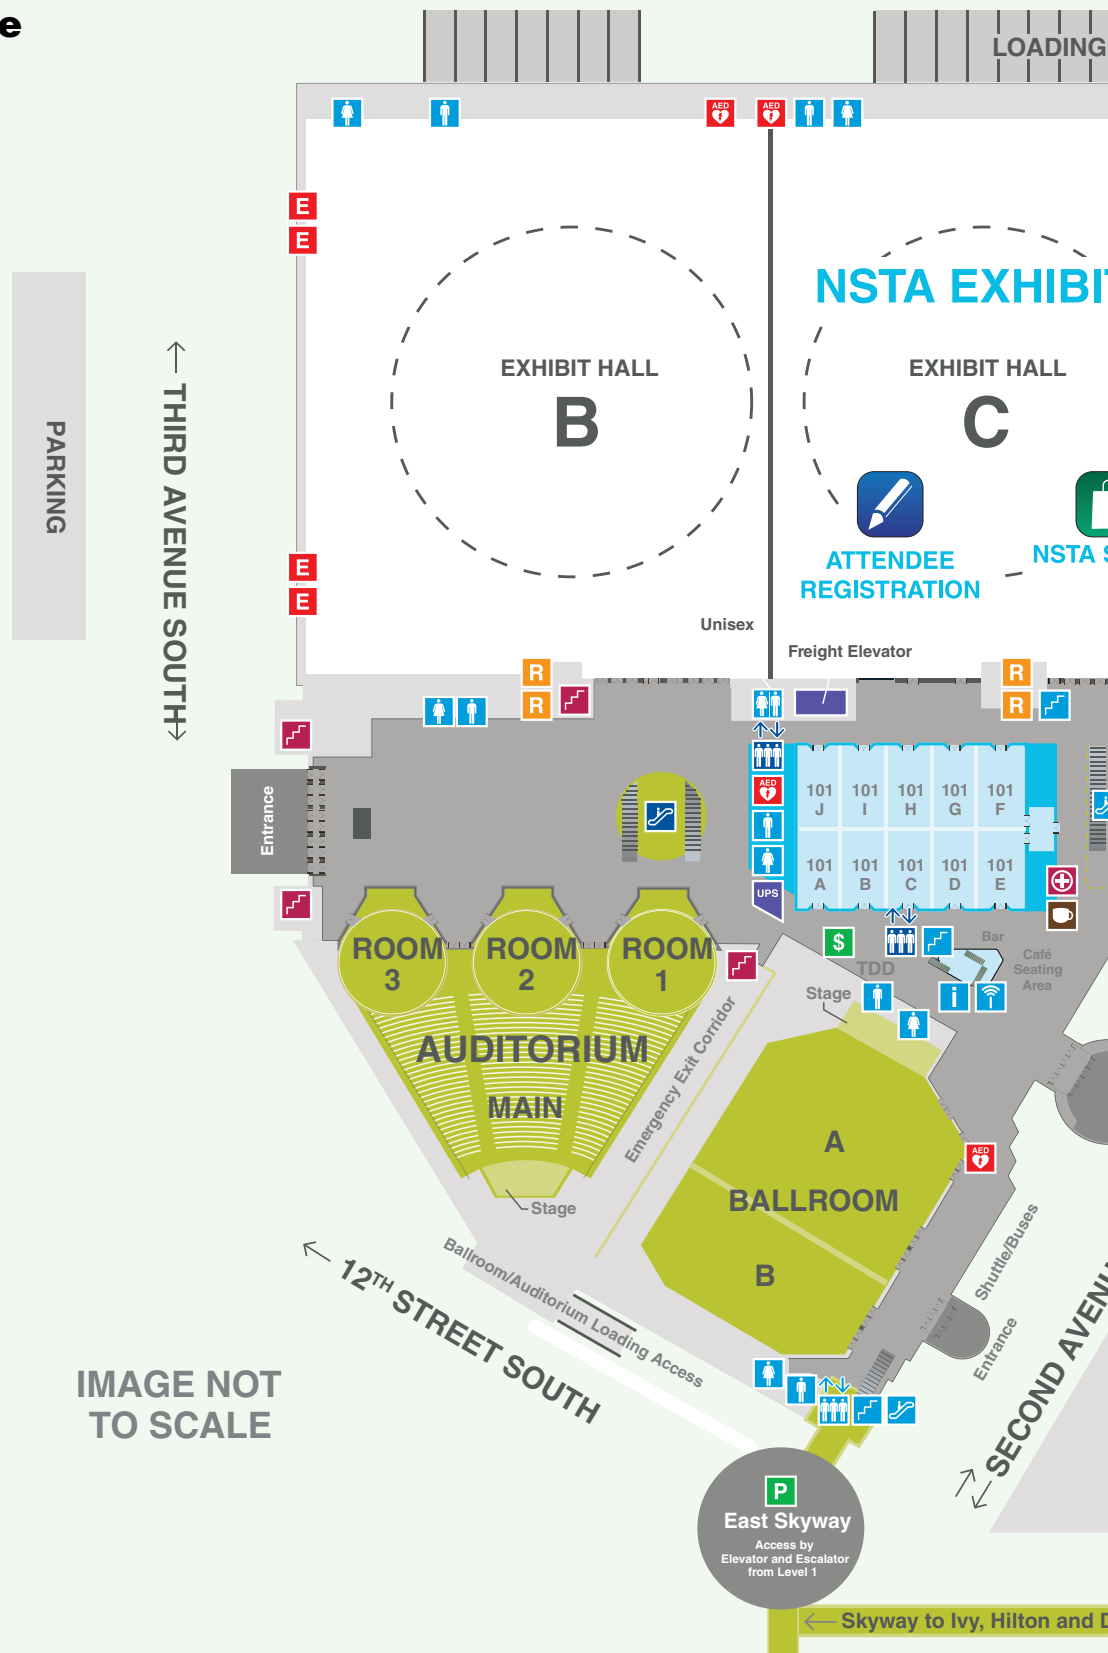 e
LOADING
AED
AED
E
E
NSTA EXHIBIT
EXHIBIT HALL
B
EXHIBIT HALL
C
PARKING
THIRD AVENUE SOUTH
ATTENDEE
REGISTRATION
NSTA S
E
E
Unisex
Freight Elevator
R
R
R
R
Entrance
AED
UPS
101
J
101
I
101
H
101
G
101
F
101
A
101
B
101
C
101
D
101
E
ROOM
3
ROOM
2
ROOM
1
AUDITORIUM
MAIN
Stage
Emergency Exit Corridor
$
TDD
Bar
Café
Seating
Area
i
Stage
A
BALLROOM
B
AED
Shuttle/Buses
Entrance
Ballroom/Auditorium Loading Access
12TH STREET SOUTH
SECOND AVENU
IMAGE NOT
TO SCALE
P
East Skyway
Access by
Elevator and Escalator
from Level 1
Skyway to Ivy, Hilton and D